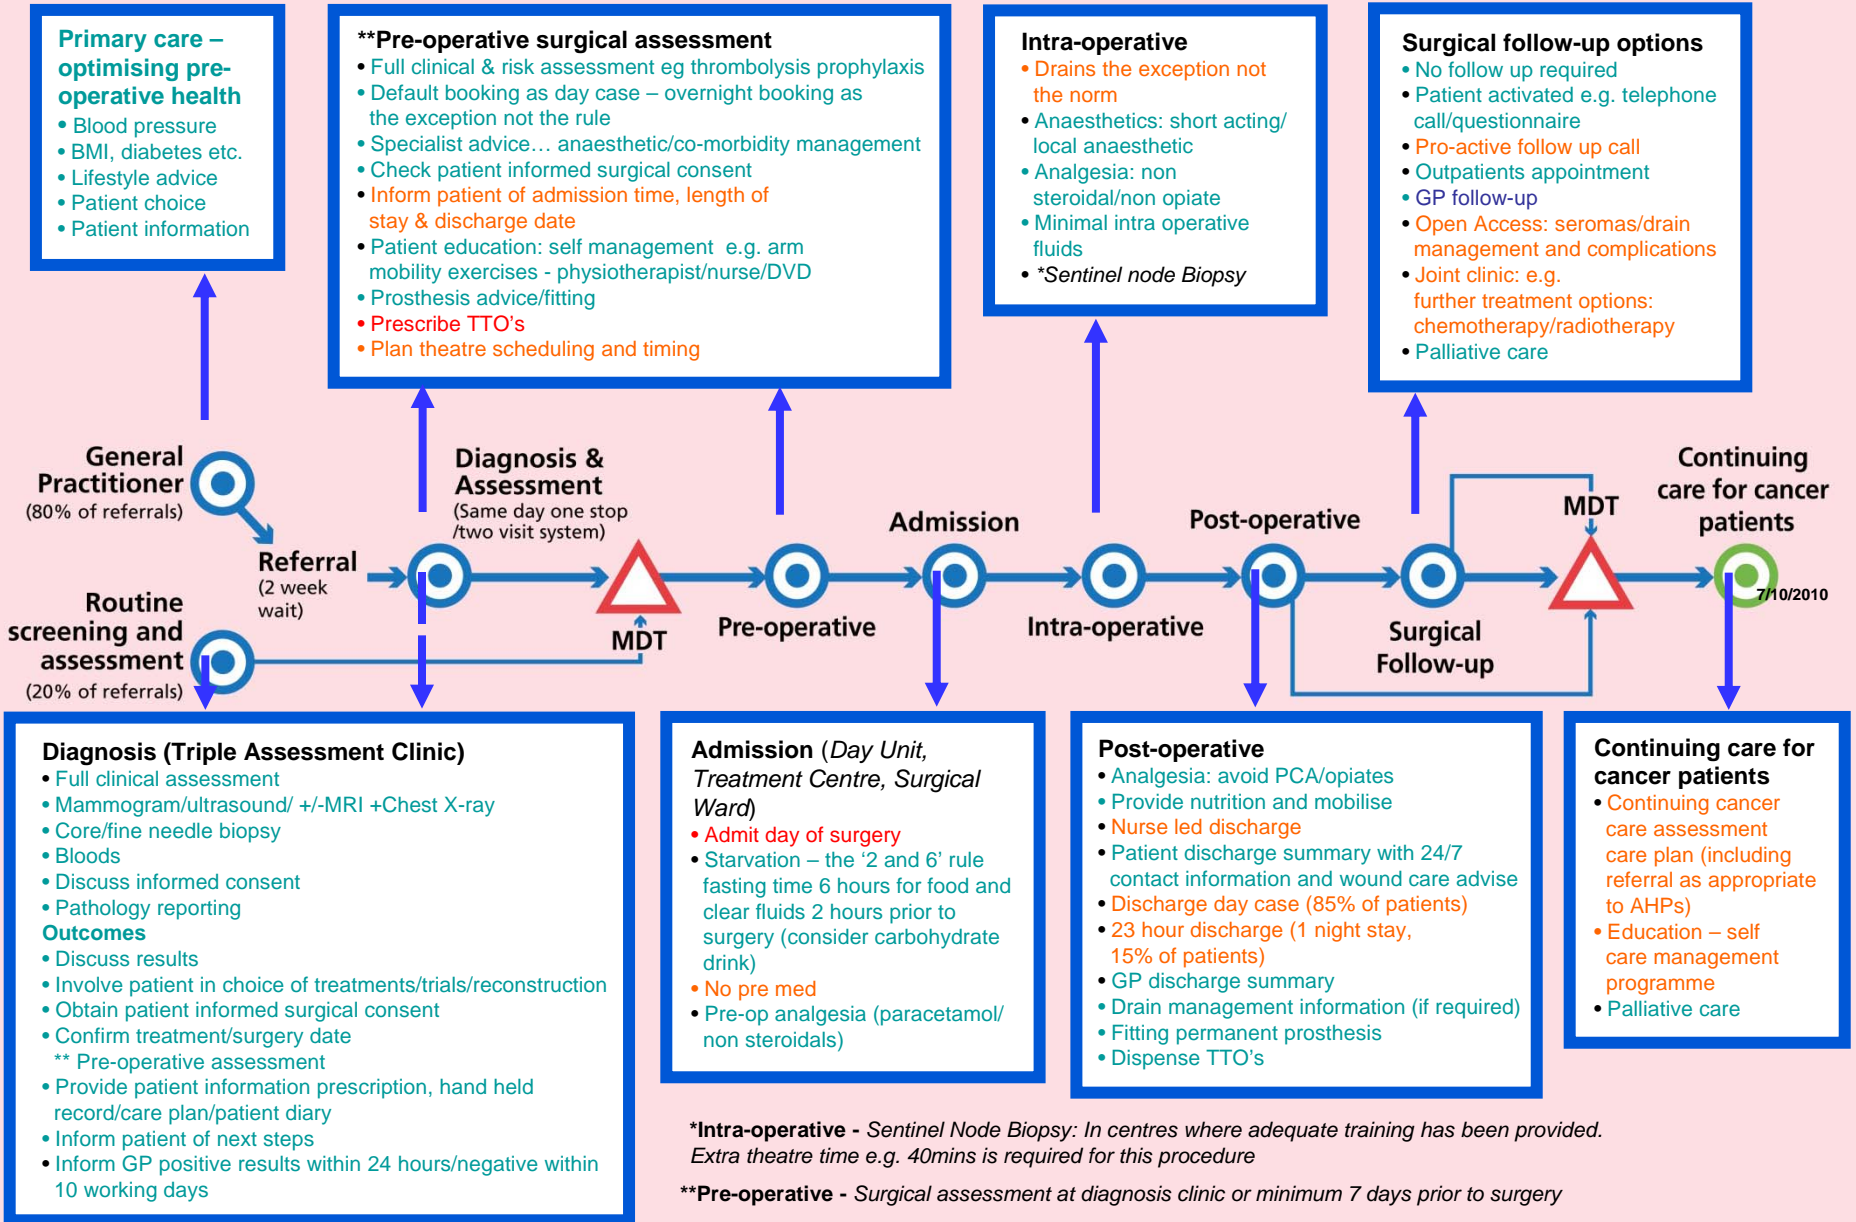 Primary care –
optimising pre-
operative health
• Blood pressure
• BMI, diabetes etc.
• Lifestyle advice
• Patient choice
• Patient information
**Pre-operative surgical assessment
• Full clinical & risk assessment eg thrombolysis prophylaxis
• Default booking as day case – overnight booking as
the exception not the rule
• Specialist advice… anaesthetic/co-morbidity management
• Check patient informed surgical consent
• Inform patient of admission time, length of
stay & discharge date
• Patient education: self management e.g. arm
mobility exercises - physiotherapist/nurse/DVD
• Prosthesis advice/fitting
• Prescribe TTO's
• Plan theatre scheduling and timing
Intra-operative
• Drains the exception not
the norm
• Anaesthetics: short acting/
local anaesthetic
• Analgesia: non
steroidal/non opiate
• Minimal intra operative
fluids
• *Sentinel node Biopsy
Surgical follow-up options
• No follow up required
• Patient activated e.g. telephone
call/questionnaire
• Pro-active follow up call
• Outpatients appointment
• GP follow-up
• Open Access: seromas/drain
management and complications
• Joint clinic: e.g.
further treatment options:
chemotherapy/radiotherapy
• Palliative care
General
Practitioner
(80% of referrals)
Referral
(2 week
wait)
Routine
screening and
assessment
(20% of referrals)
Diagnosis &
Assessment
(Same day one stop
/two visit system)
MDT
Pre-operative
Admission
Intra-operative
Post-operative
Surgical
Follow-up
MDT
Continuing
care for cancer
patients
7/10/2010
Diagnosis (Triple Assessment Clinic)
• Full clinical assessment
• Mammogram/ultrasound/ +/-MRI +Chest X-ray
• Core/fine needle biopsy
• Bloods
• Discuss informed consent
• Pathology reporting
Outcomes
• Discuss results
• Involve patient in choice of treatments/trials/reconstruction
• Obtain patient informed surgical consent
• Confirm treatment/surgery date
** Pre-operative assessment
• Provide patient information prescription, hand held
record/care plan/patient diary
• Inform patient of next steps
• Inform GP positive results within 24 hours/negative within
10 working days
Admission (Day Unit,
Treatment Centre, Surgical
Ward)
• Admit day of surgery
• Starvation – the '2 and 6' rule
fasting time 6 hours for food and
clear fluids 2 hours prior to
surgery (consider carbohydrate
drink)
• No pre med
• Pre-op analgesia (paracetamol/
non steroidals)
Post-operative
• Analgesia: avoid PCA/opiates
• Provide nutrition and mobilise
• Nurse led discharge
• Patient discharge summary with 24/7
contact information and wound care advise
• Discharge day case (85% of patients)
• 23 hour discharge (1 night stay,
15% of patients)
• GP discharge summary
• Drain management information (if required)
• Fitting permanent prosthesis
• Dispense TTO's
Continuing care for
cancer patients
• Continuing cancer
care assessment
care plan (including
referral as appropriate
to AHPs)
• Education – self
care management
programme
• Palliative care
*Intra-operative - Sentinel Node Biopsy: In centres where adequate training has been provided.
Extra theatre time e.g. 40mins is required for this procedure
**Pre-operative - Surgical assessment at diagnosis clinic or minimum 7 days prior to surgery